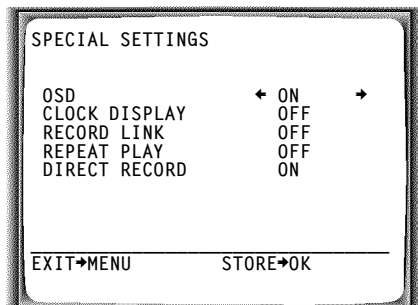 SPECIAL SETTINGS
OSD ← ON →
CLOCK DISPLAY OFF
RECORD LINK OFF
REPEAT PLAY OFF
DIRECT RECORD ON
EXIT→MENU STORE→OK